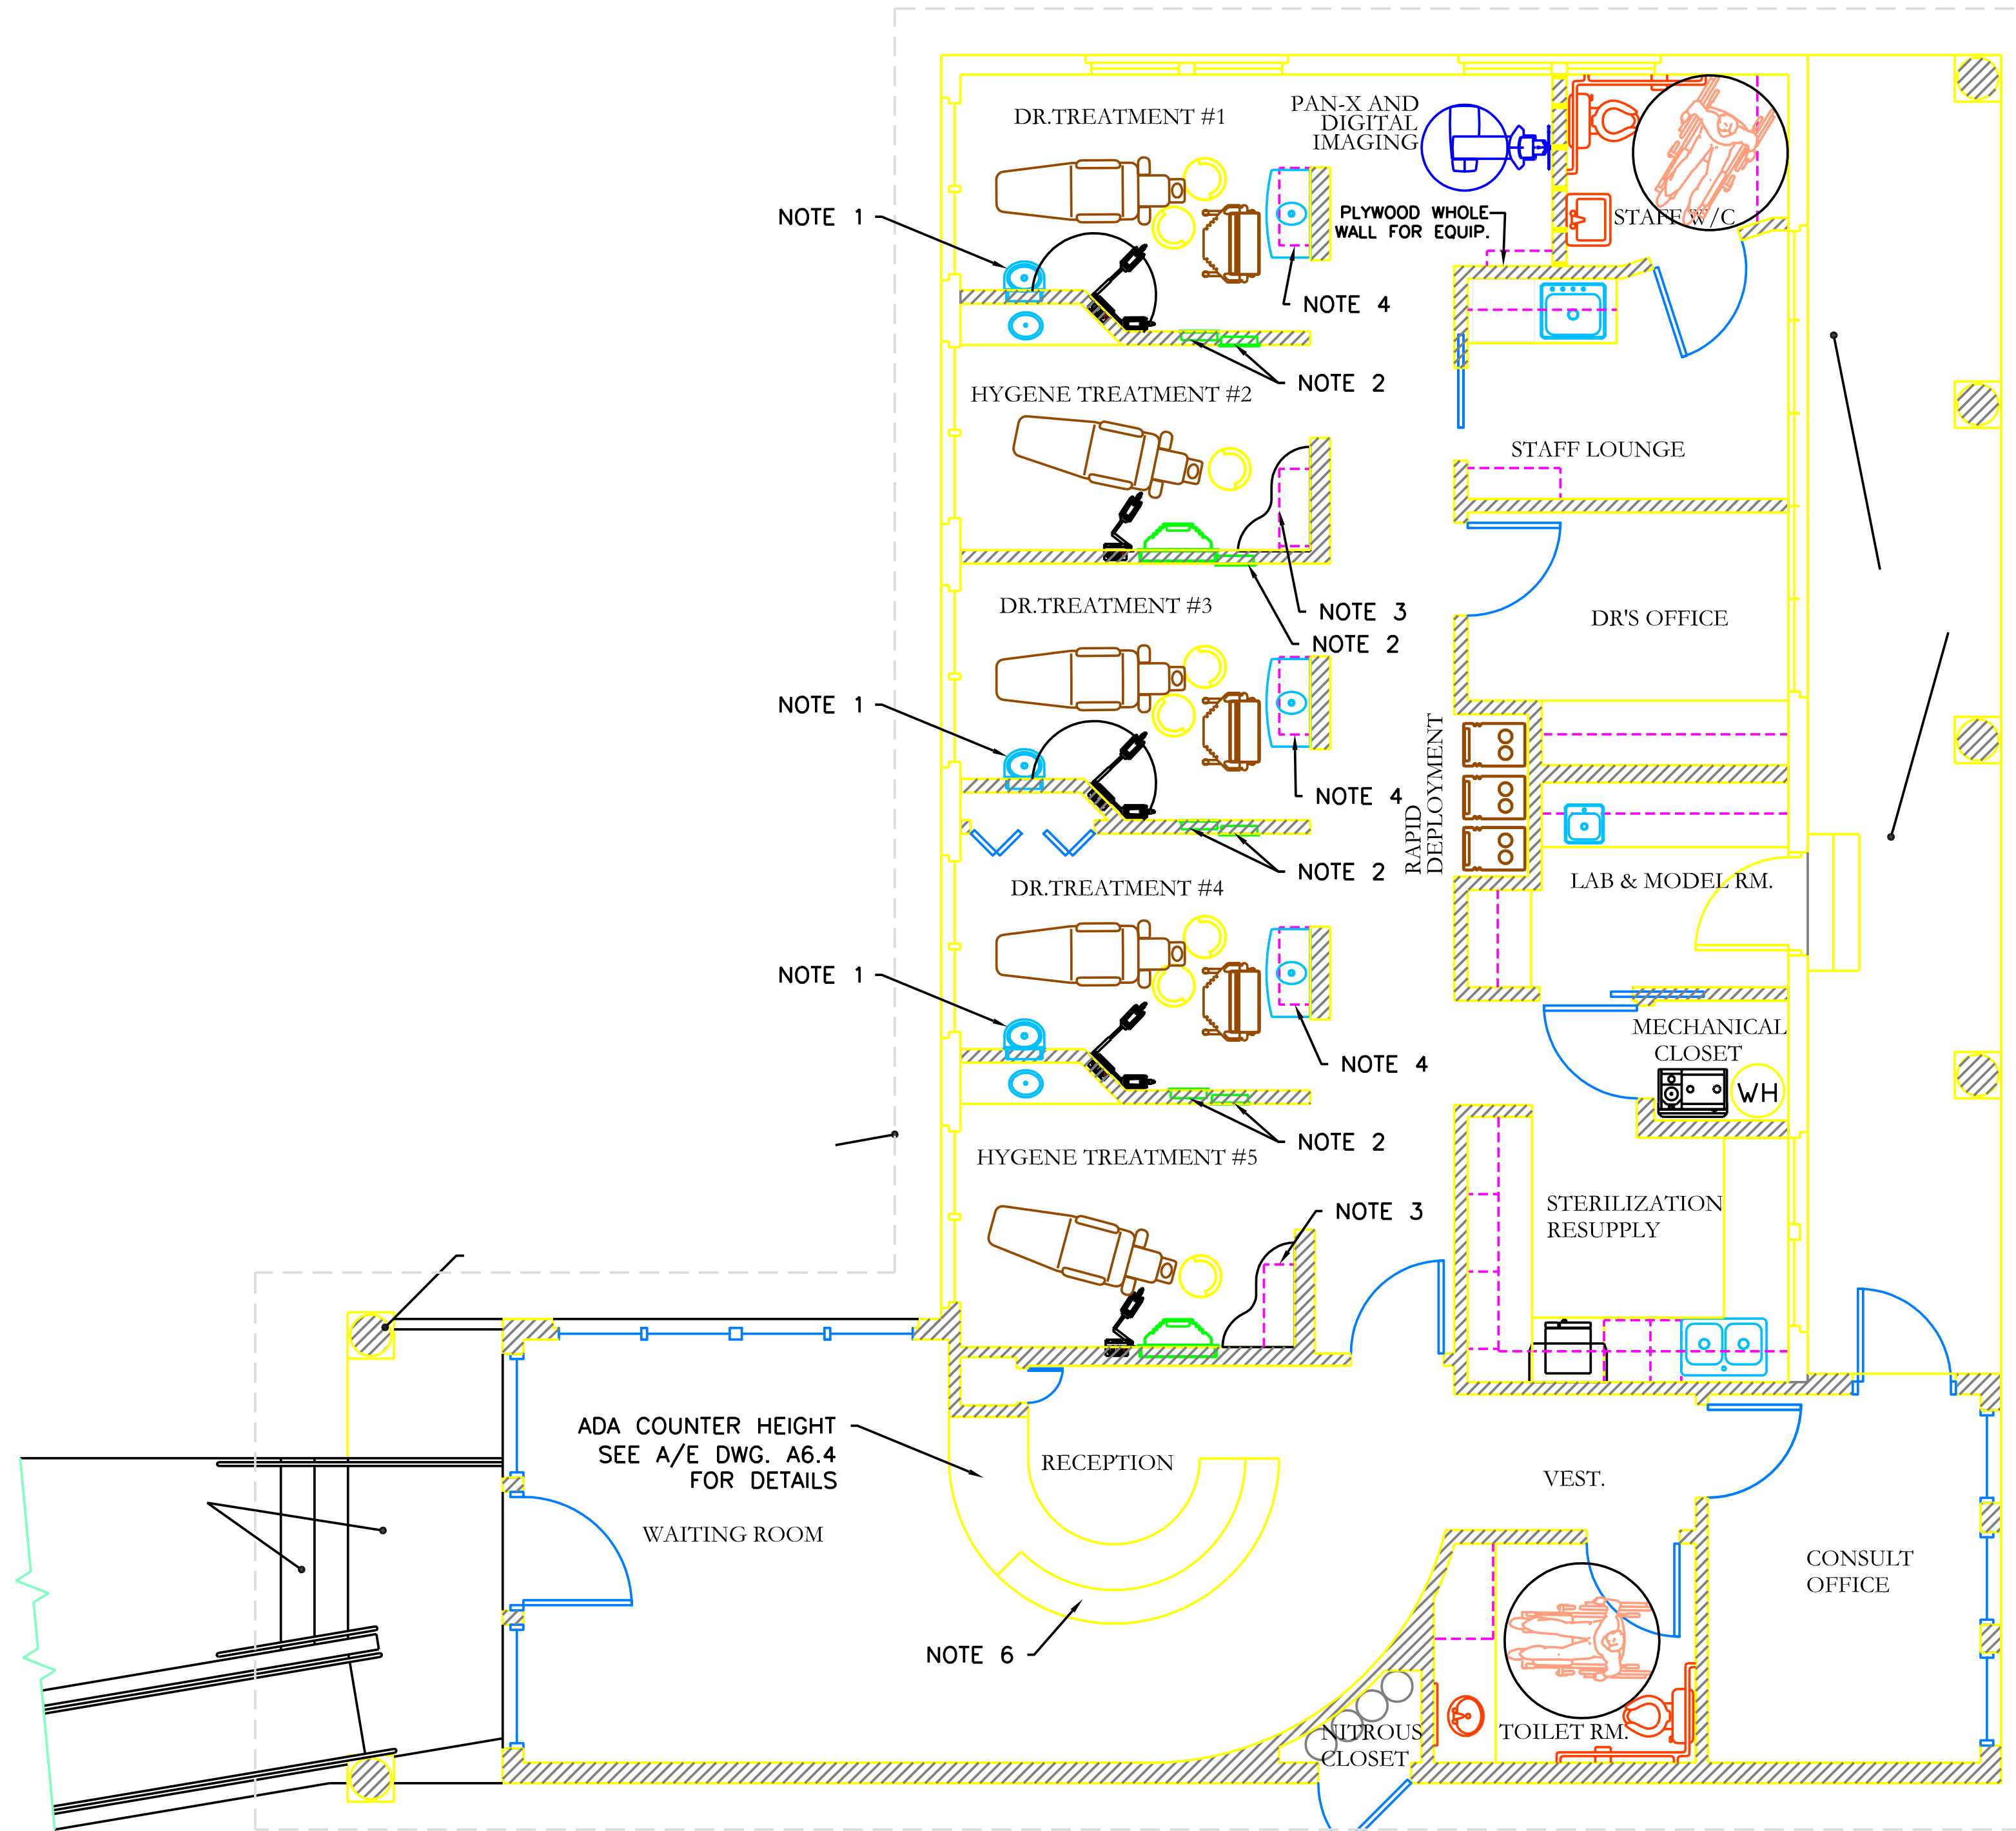 DR.TREATMENT #1
PAN-X AND
DIGITAL
IMAGING
NOTE 1
PLYWOOD WHOLE
WALL FOR EQUIP.
STAFF W/C
NOTE 4
NOTE 2
HYGENE TREATMENT #2
STAFF LOUNGE
DR.TREATMENT #3
NOTE 3
NOTE 2
DR'S OFFICE
NOTE 1
RAPID
DEPLOYMENT
NOTE 4
NOTE 2
DR.TREATMENT #4
LAB & MODEL RM.
NOTE 1
MECHANICAL
CLOSET
NOTE 4
WH
NOTE 2
HYGENE TREATMENT #5
NOTE 3
STERILIZATION
RESUPPLY
ADA COUNTER HEIGHT
SEE A/E DWG. A6.4
FOR DETAILS
RECEPTION
VEST.
WAITING ROOM
CONSULT
OFFICE
NOTE 6
NITROUS
CLOSET
TOILET RM.